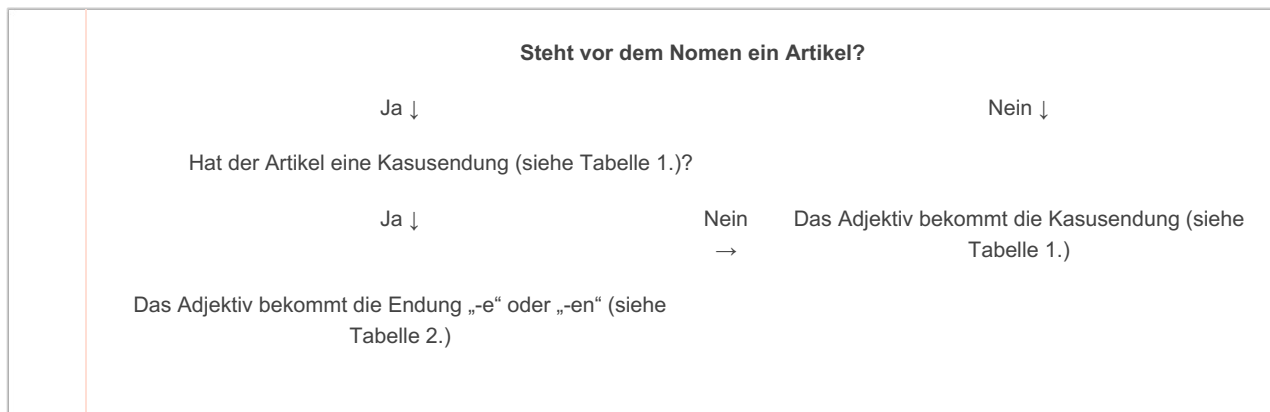 Steht vor dem Nomen ein Artikel?
Ja ↓
Nein ↓
Hat der Artikel eine Kasusendung (siehe Tabelle 1.)?
Ja ↓
Nein
→
Das Adjektiv bekommt die Kasusendung (siehe
Tabelle 1.)
Das Adjektiv bekommt die Endung „-e“ oder „-en“ (siehe
Tabelle 2.)